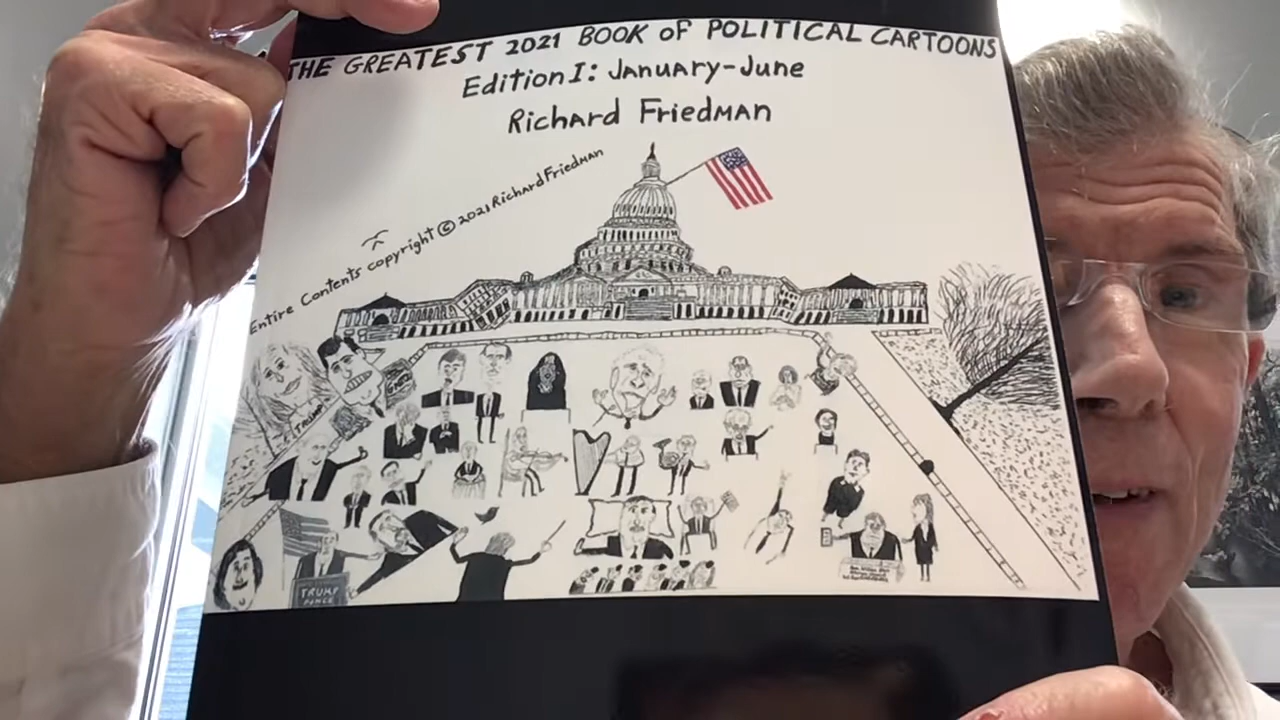 THE GREATEST 2021 BOOK OF POLITICAL CARTOONS
Edition I: JANUARY-JUNE
Richard Friedman
Entire Contents copyright © 2021 Richard Friedman
TRUMP
TRUMP
PENCE